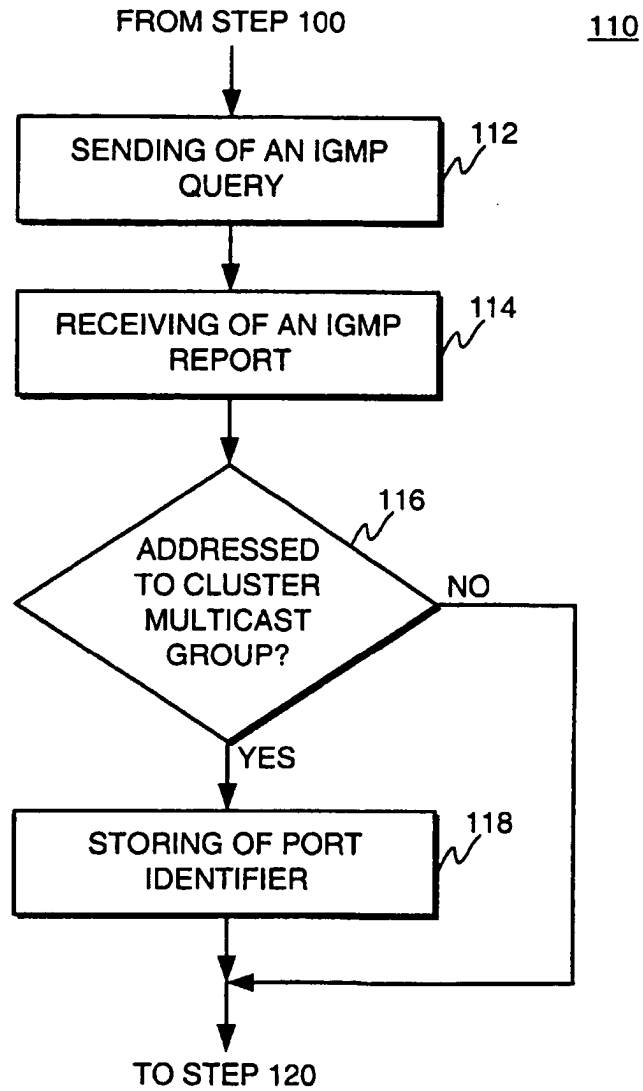 FROM STEP 100
110
SENDING OF AN IGMP
QUERY
112
RECEIVING OF AN IGMP
REPORT
114
ADDRESSED
TO CLUSTER
MULTICAST
GROUP?
116
NO
YES
STORING OF PORT
IDENTIFIER
118
TO STEP 120